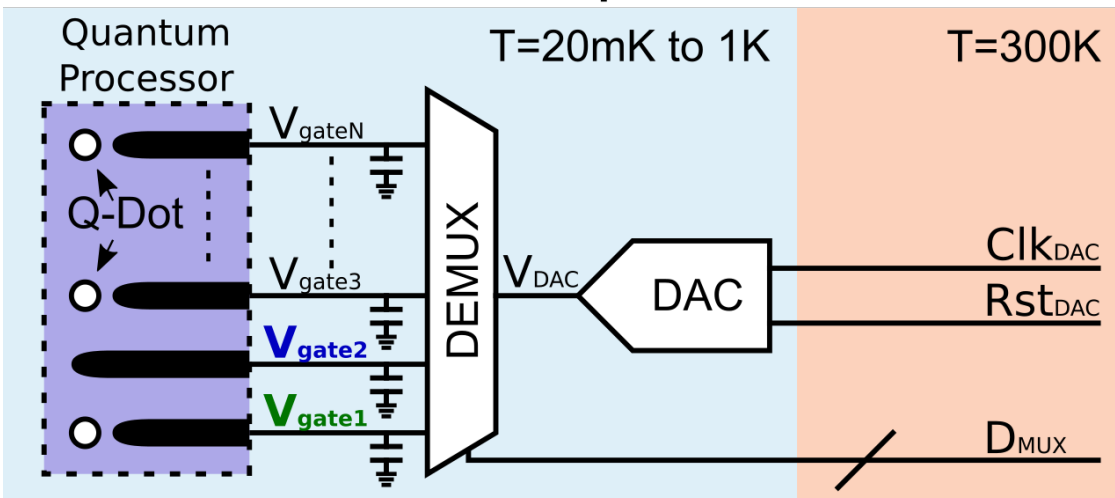 Quantum
Processor
T=20mK to 1K
T=300K
VgateN
Q-Dot
Vgate3
Vgate2
Vgate1
DEMUX
VDAC
DAC
ClkDAC
RstDAC
DMUX